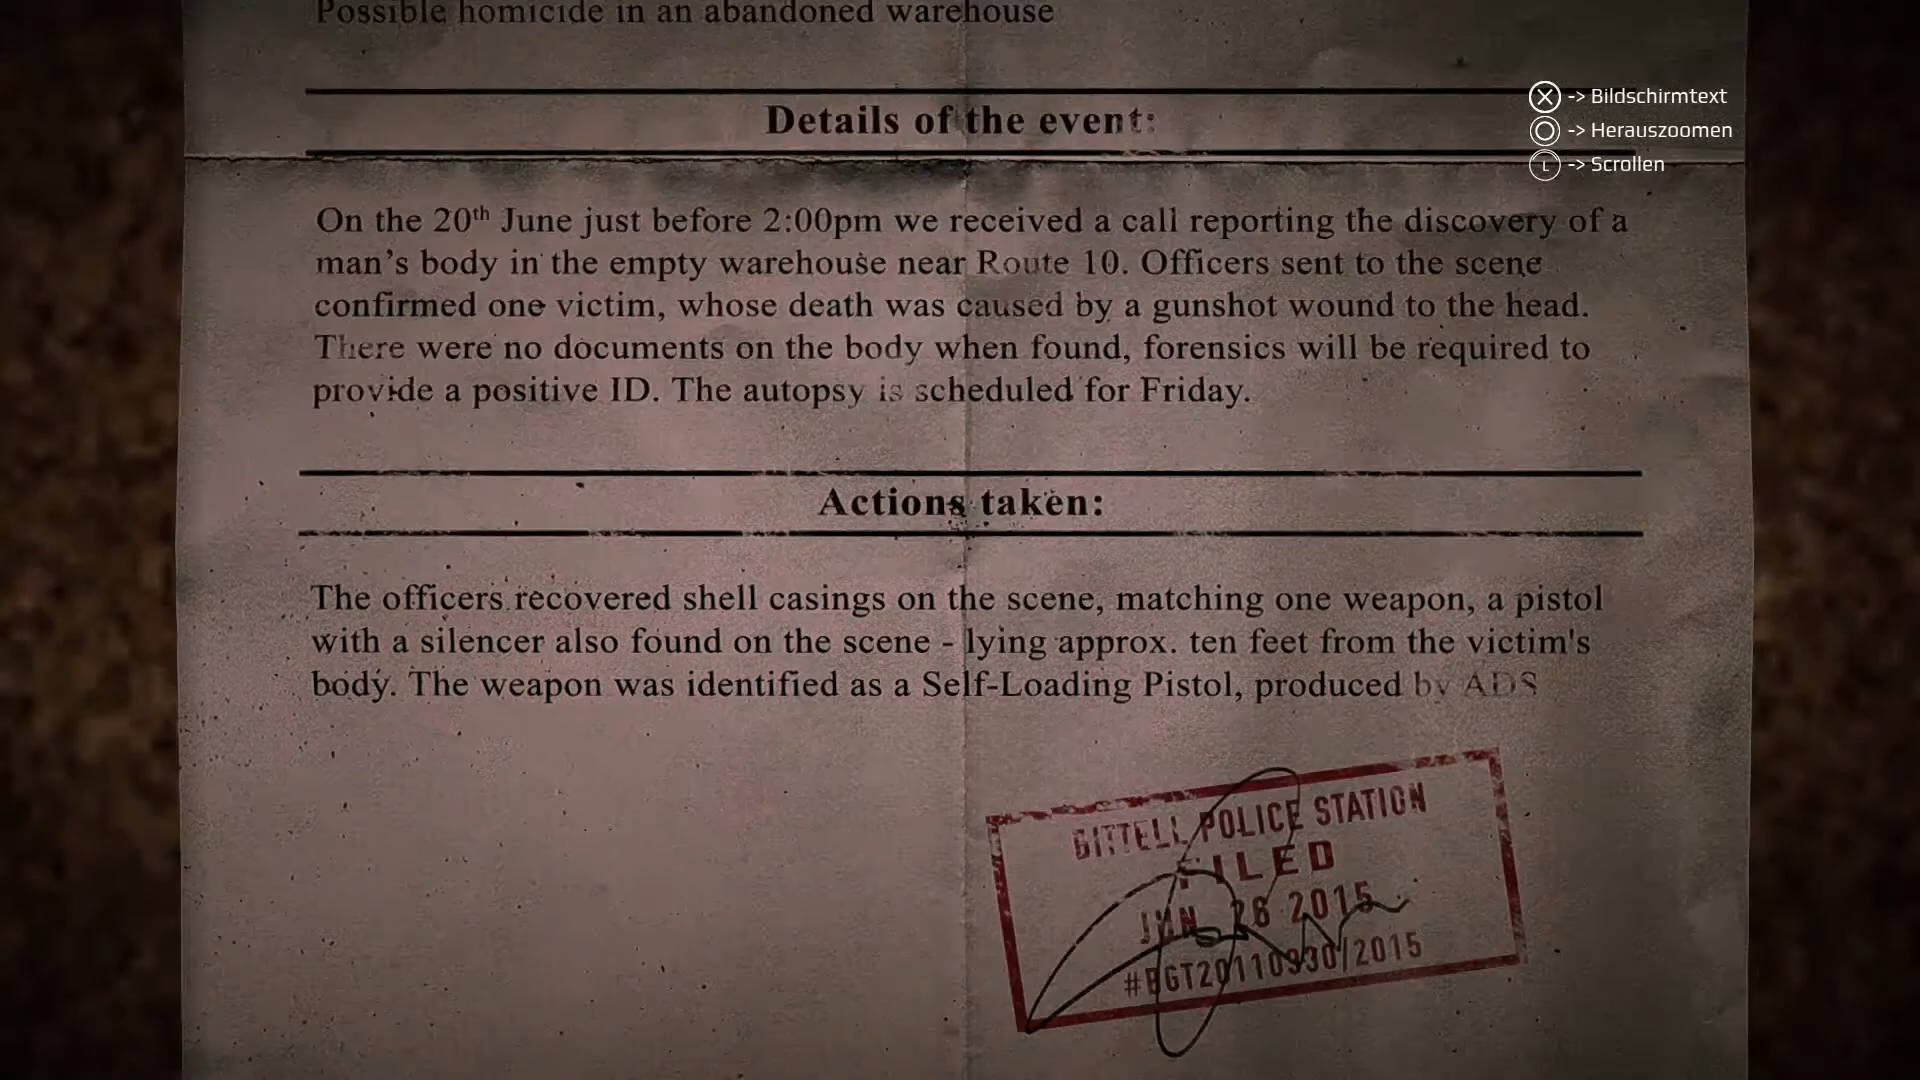 Possible homicide in an abandoned warehouse
Details of the event:
-> Bildschirmtext
-> Herauszoomen
L -> Scrollen
On the 20th June just before 2:00pm we received a call reporting the discovery of a
man’s body in the empty warehouse near Route 10. Officers sent to the scene
confirmed one victim, whose death was caused by a gunshot wound to the head.
There were no documents on the body when found, forensics will be required to
provide a positive ID. The autopsy is scheduled for Friday.
Actions taken:
The officers recovered shell casings on the scene, matching one weapon, a pistol
with a silencer also found on the scene - lying approx. ten feet from the victim's
body. The weapon was identified as a Self-Loading Pistol, produced by ADS
POLICE STATION
FILED
26 2015